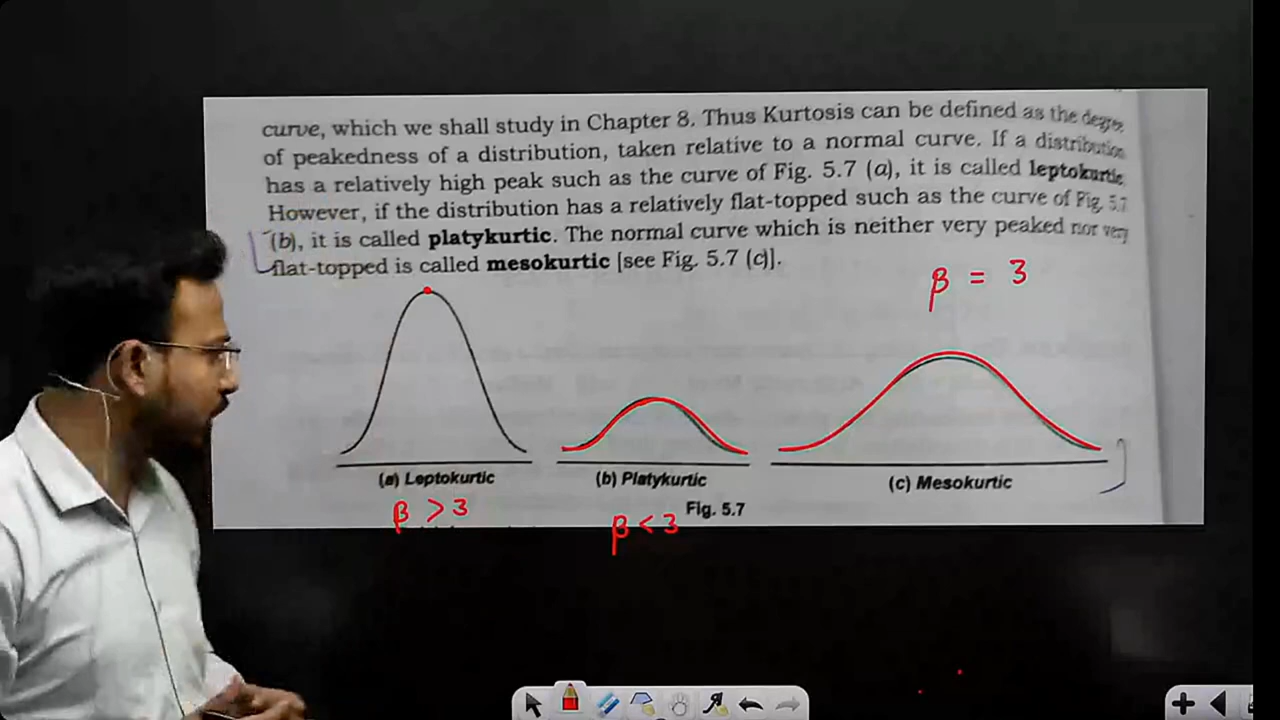 curve, which we shall study in Chapter 8. Thus Kurtosis can be defined as the degree
of peakedness of a distribution, taken relative to a normal curve. If a distribution
has a relatively high peak such as the curve of Fig. 5.7 (a), it is called leptokurtic.
However, if the distribution has a relatively flat-topped such as the curve of Fig. 5.7
(b), it is called platykurtic. The normal curve which is neither very peaked nor very
flat-topped is called mesokurtic [see Fig. 5.7 (c)].
β = 3
(a) Leptokurtic
(b) Platykurtic
(c) Mesokurtic
β > 3
β < 3
Fig. 5.7